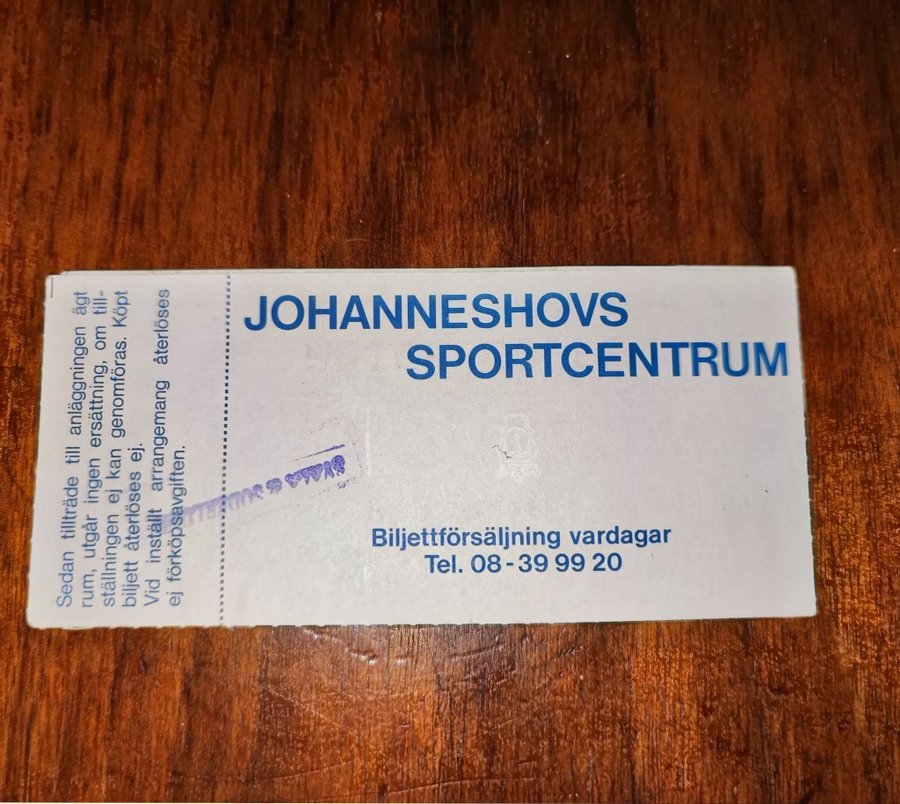 Sedan tillträde till anläggningen ägt
rum, utgår ingen ersättning, om till-
ställningen ej kan genomföras. Köpt
biljett återlöses ej.
Vid inställt arrangemang återlöses
ej förköpsavgiften.
JOHANNESHOVS
SPORTCENTRUM
Biljettförsäljning vardagar
Tel. 08-39 99 20